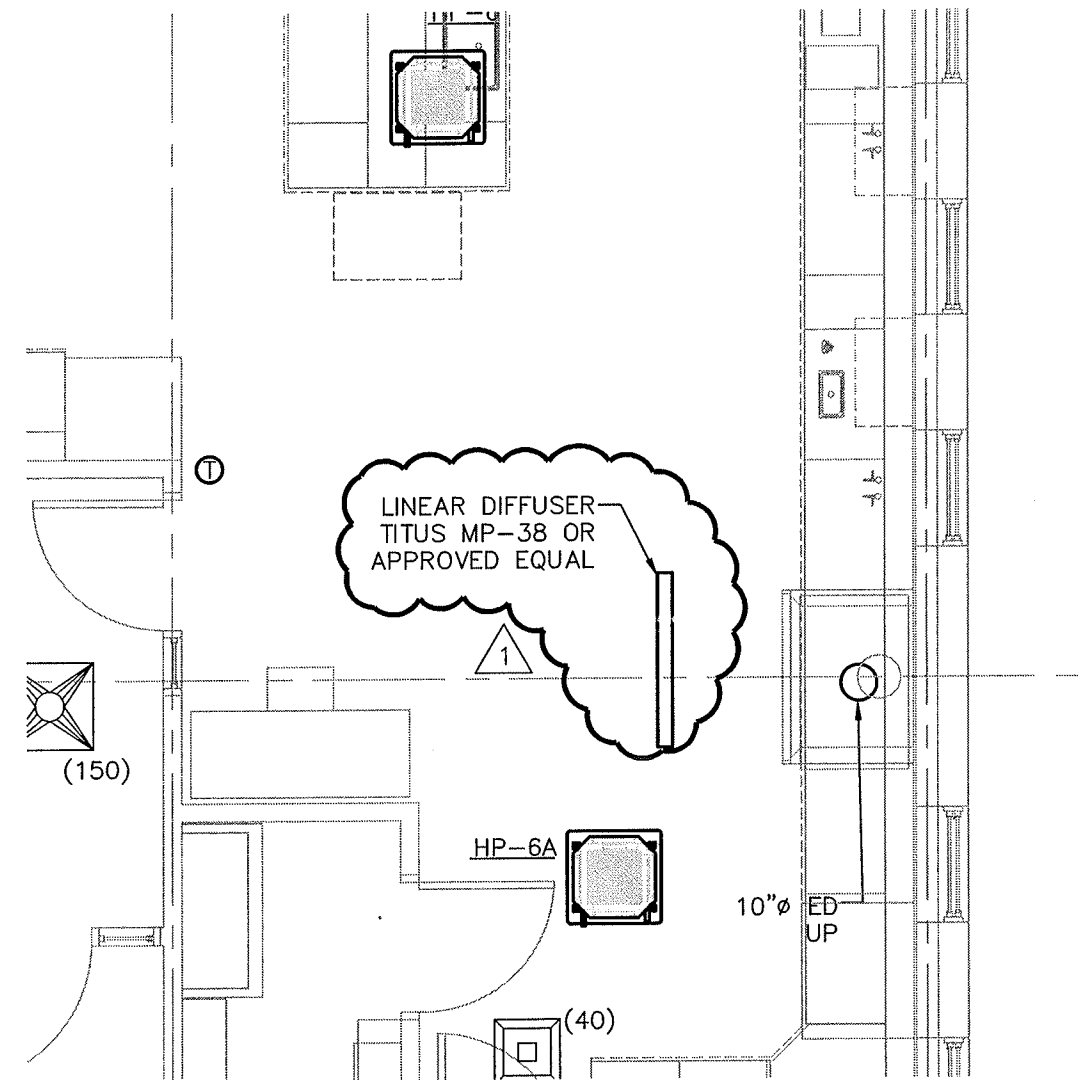 T
LINEAR DIFFUSER
TITUS MP-38 OR
APPROVED EQUAL
1
(150)
HP-6A
10"ø ED
UP
(40)